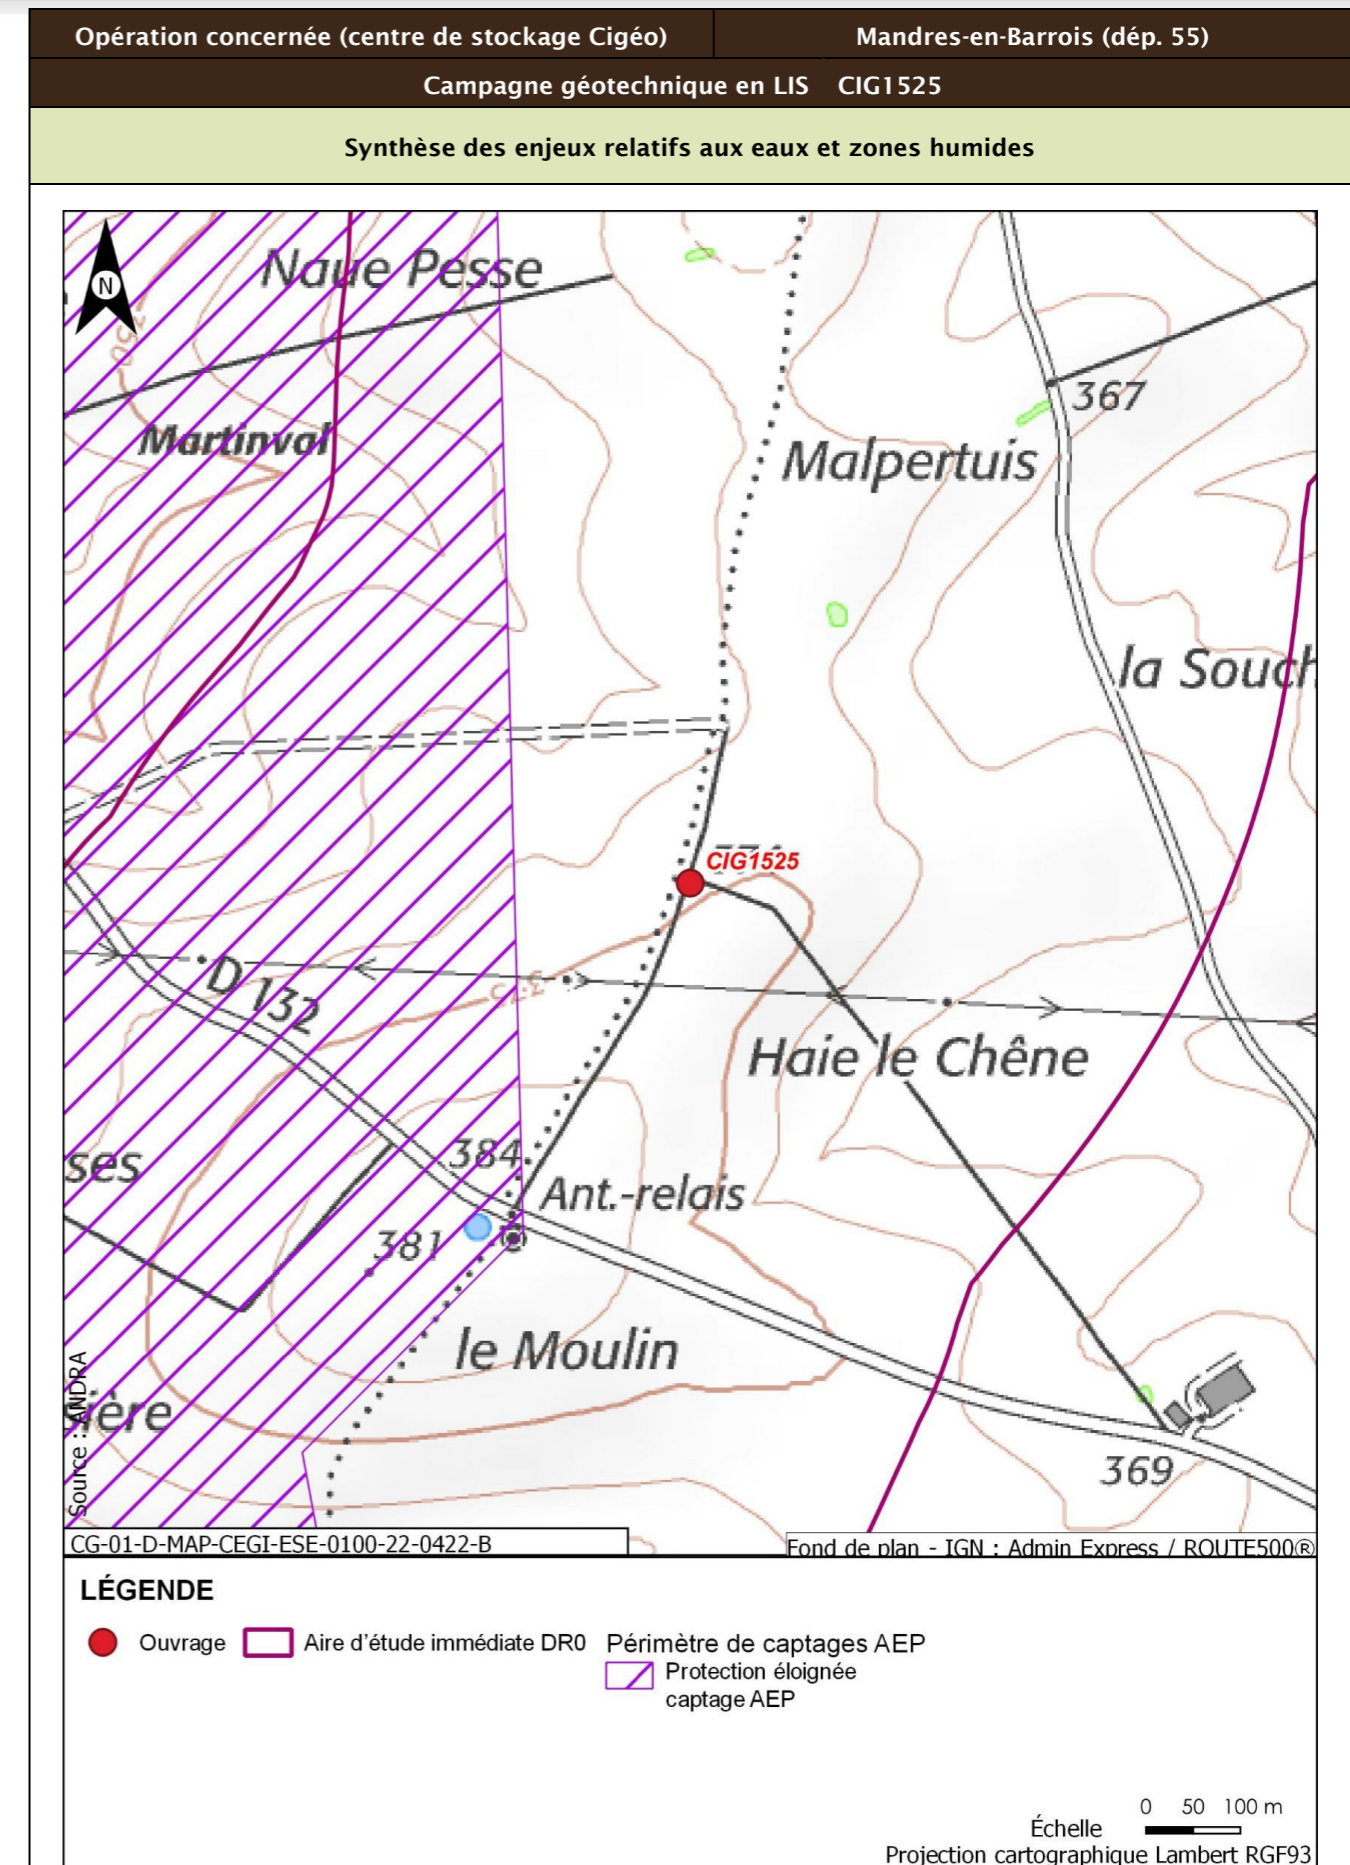 Opération concernée (centre de stockage Cigéo) Mandres-en-Barrois (dép. 55)
Campagne géotechnique en LIS CIG1525
Synthèse des enjeux relatifs aux eaux et zones humides
N
Naue Pesse
350
367
Martinval
Malpertuis
la Souch
CIG1525
D 132
375
Haie le Chêne
384
ses
Ant.-relais
381
le Moulin
Source : ANDRA
ière
369
CG-01-D-MAP-CEGI-ESE-0100-22-0422-B
Fond de plan - IGN : Admin Express / ROUTE500®
LÉGENDE
Ouvrage Aire d'étude immédiate DR0 Périmètre de captages AEP
Protection éloignée
captage AEP
0 50 100 m
Échelle
Projection cartographique Lambert RGF93